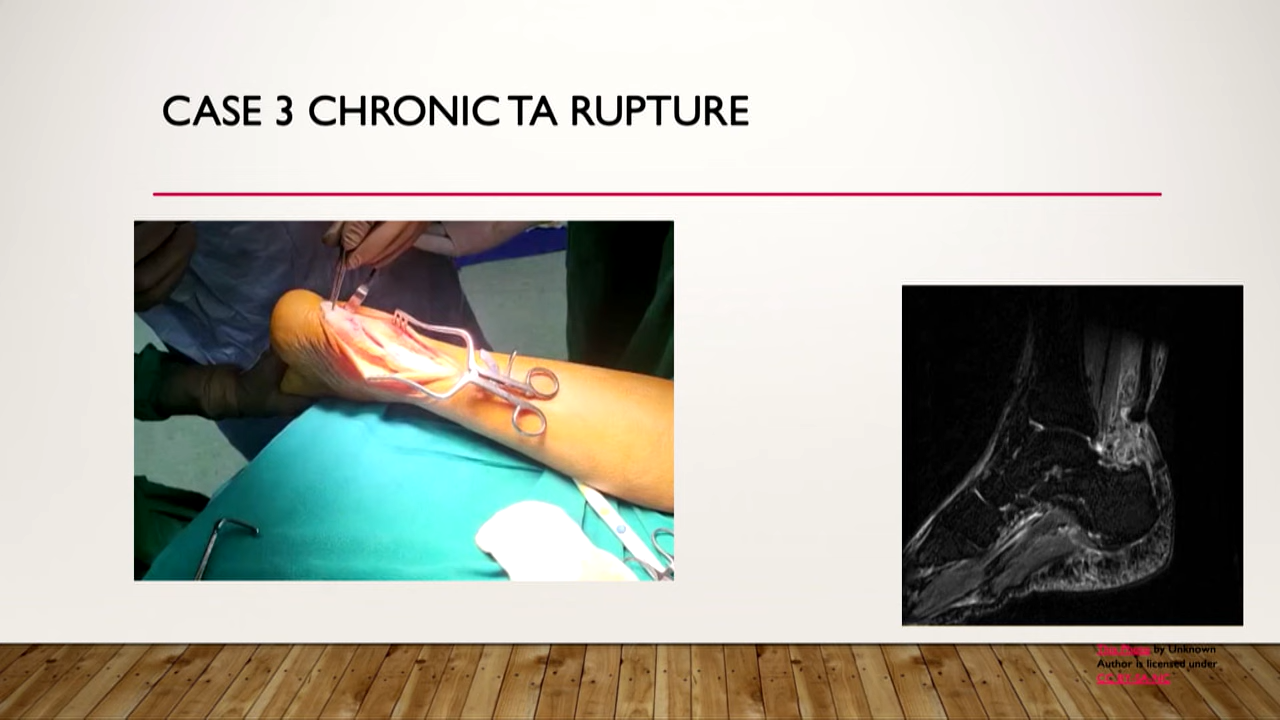 CASE 3 CHRONIC TA RUPTURE
This Photo by Unknown
Author is licensed under
CC BY-SA-NC